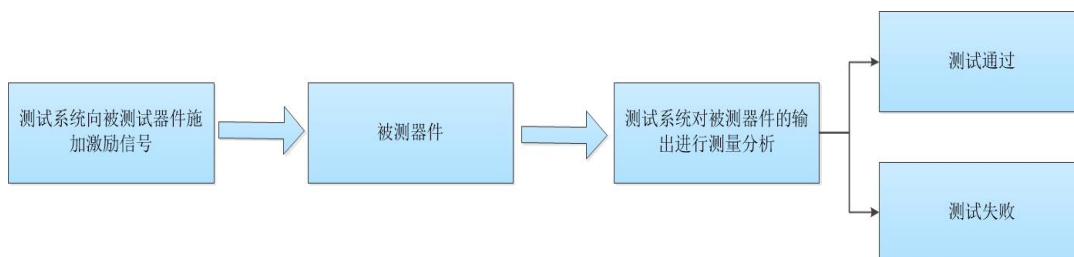 测试系统向被测试器件施
加激励信号
被测器件
测试系统对被测器件的输
出进行测量分析
测试通过
测试失败